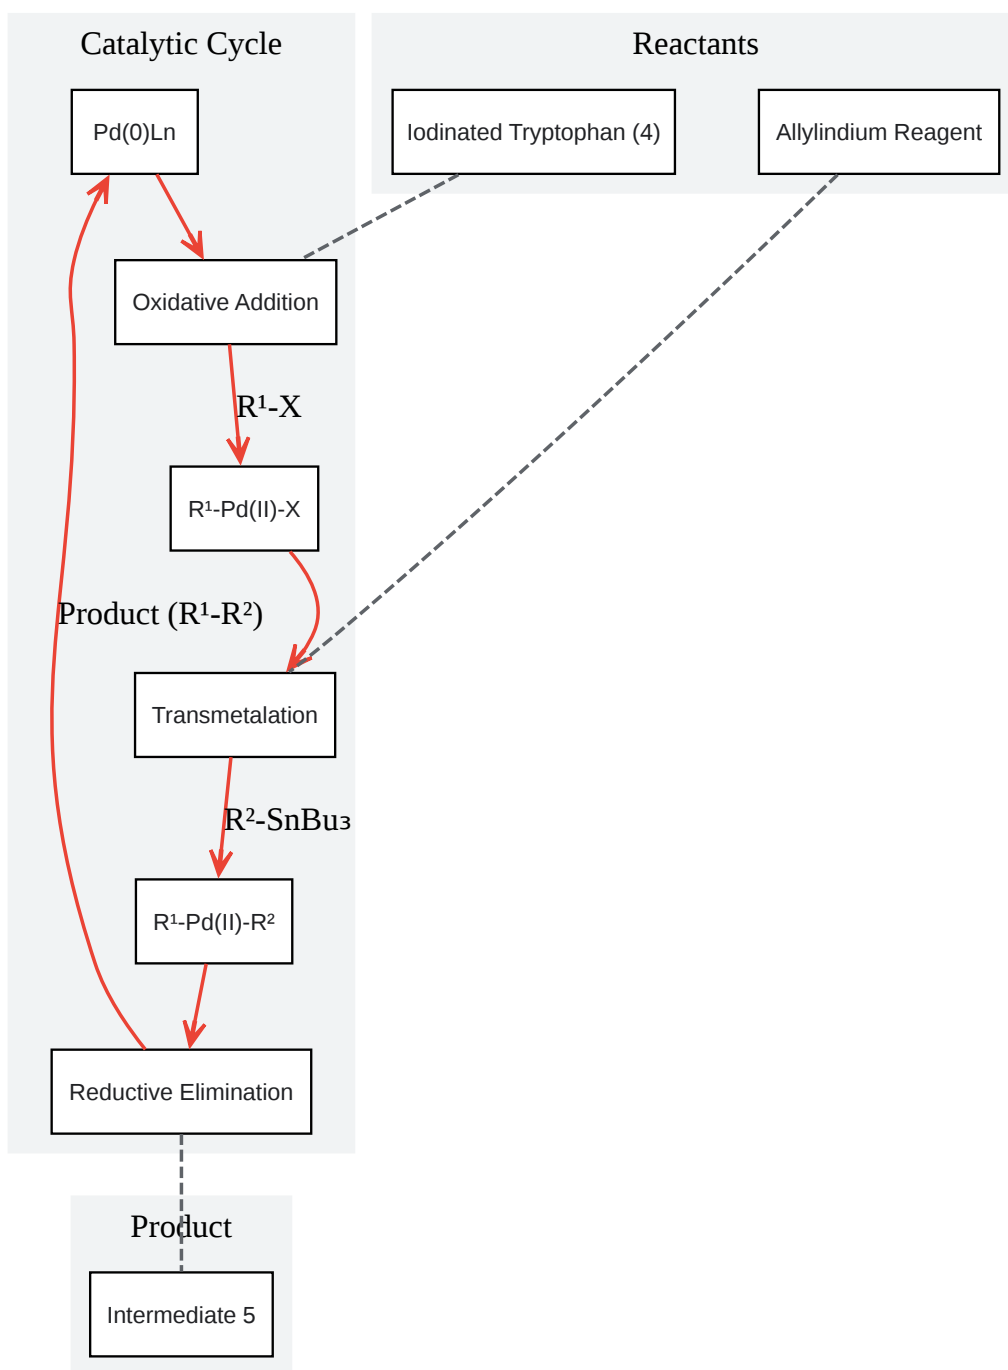 Catalytic Cycle
Reactants
Pd(0)Ln
Iodinated Tryptophan (4)
Allylindium Reagent
Oxidative Addition
R¹-X
R¹-Pd(II)-X
Product (R¹-R²)
Transmetalation
R²-SnBu₃
R¹-Pd(II)-R²
Reductive Elimination
Product
Intermediate 5